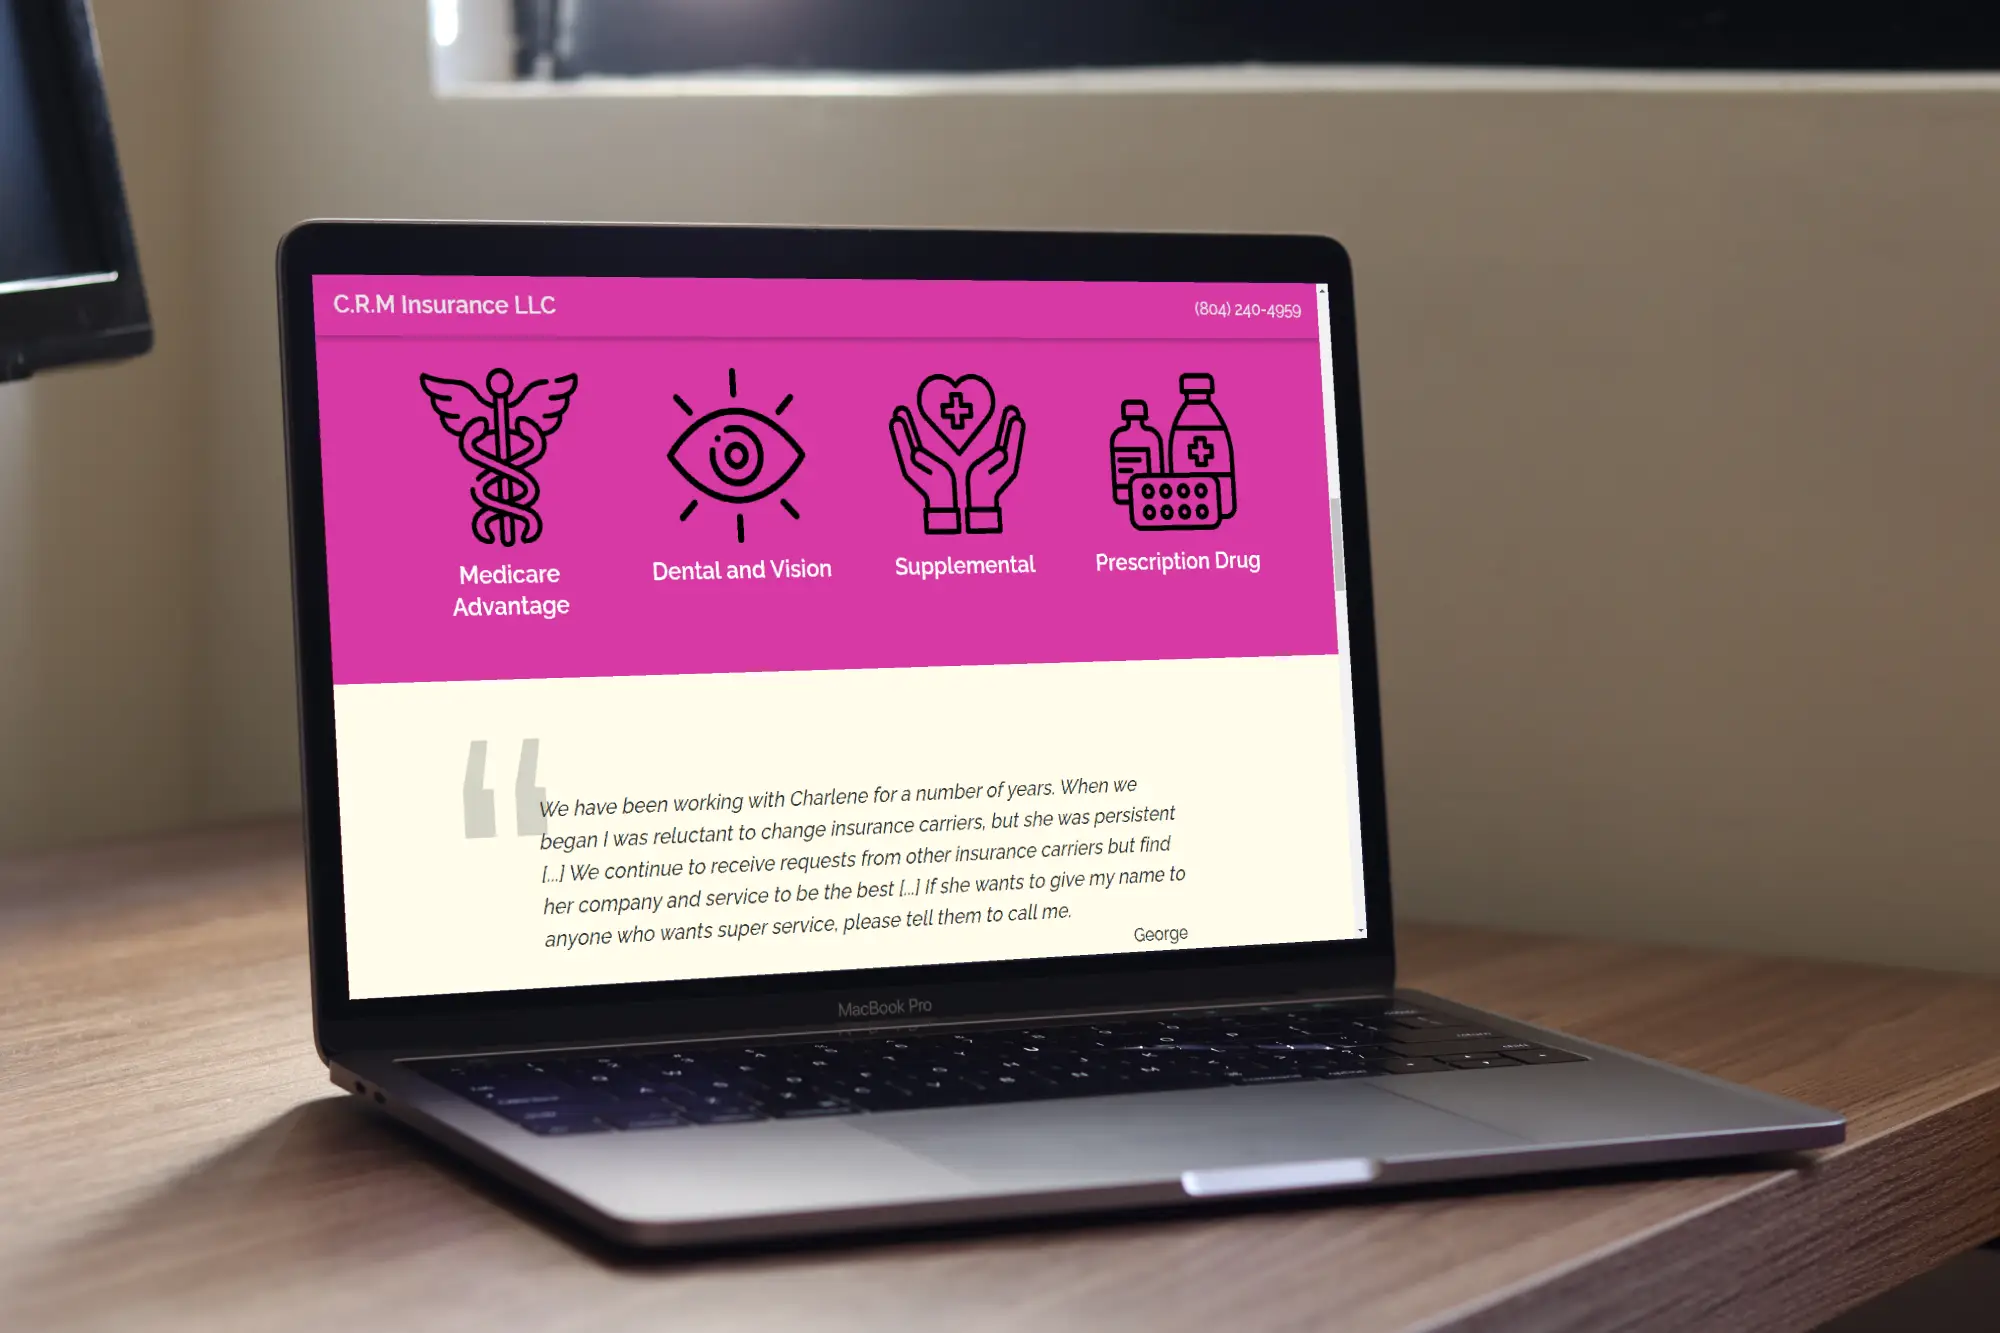 C.R.M Insurance LLC
(804) 240-4959
Medicare
Advantage
Dental and Vision
Supplemental
Prescription Drug
“
We have been working with Charlene for a number of years. When we
began I was reluctant to change insurance carriers, but she was persistent
[...] We continue to receive requests from other insurance carriers but find
her company and service to be the best [...] If she wants to give my name to
anyone who wants super service, please tell them to call me.
George
MacBook Pro